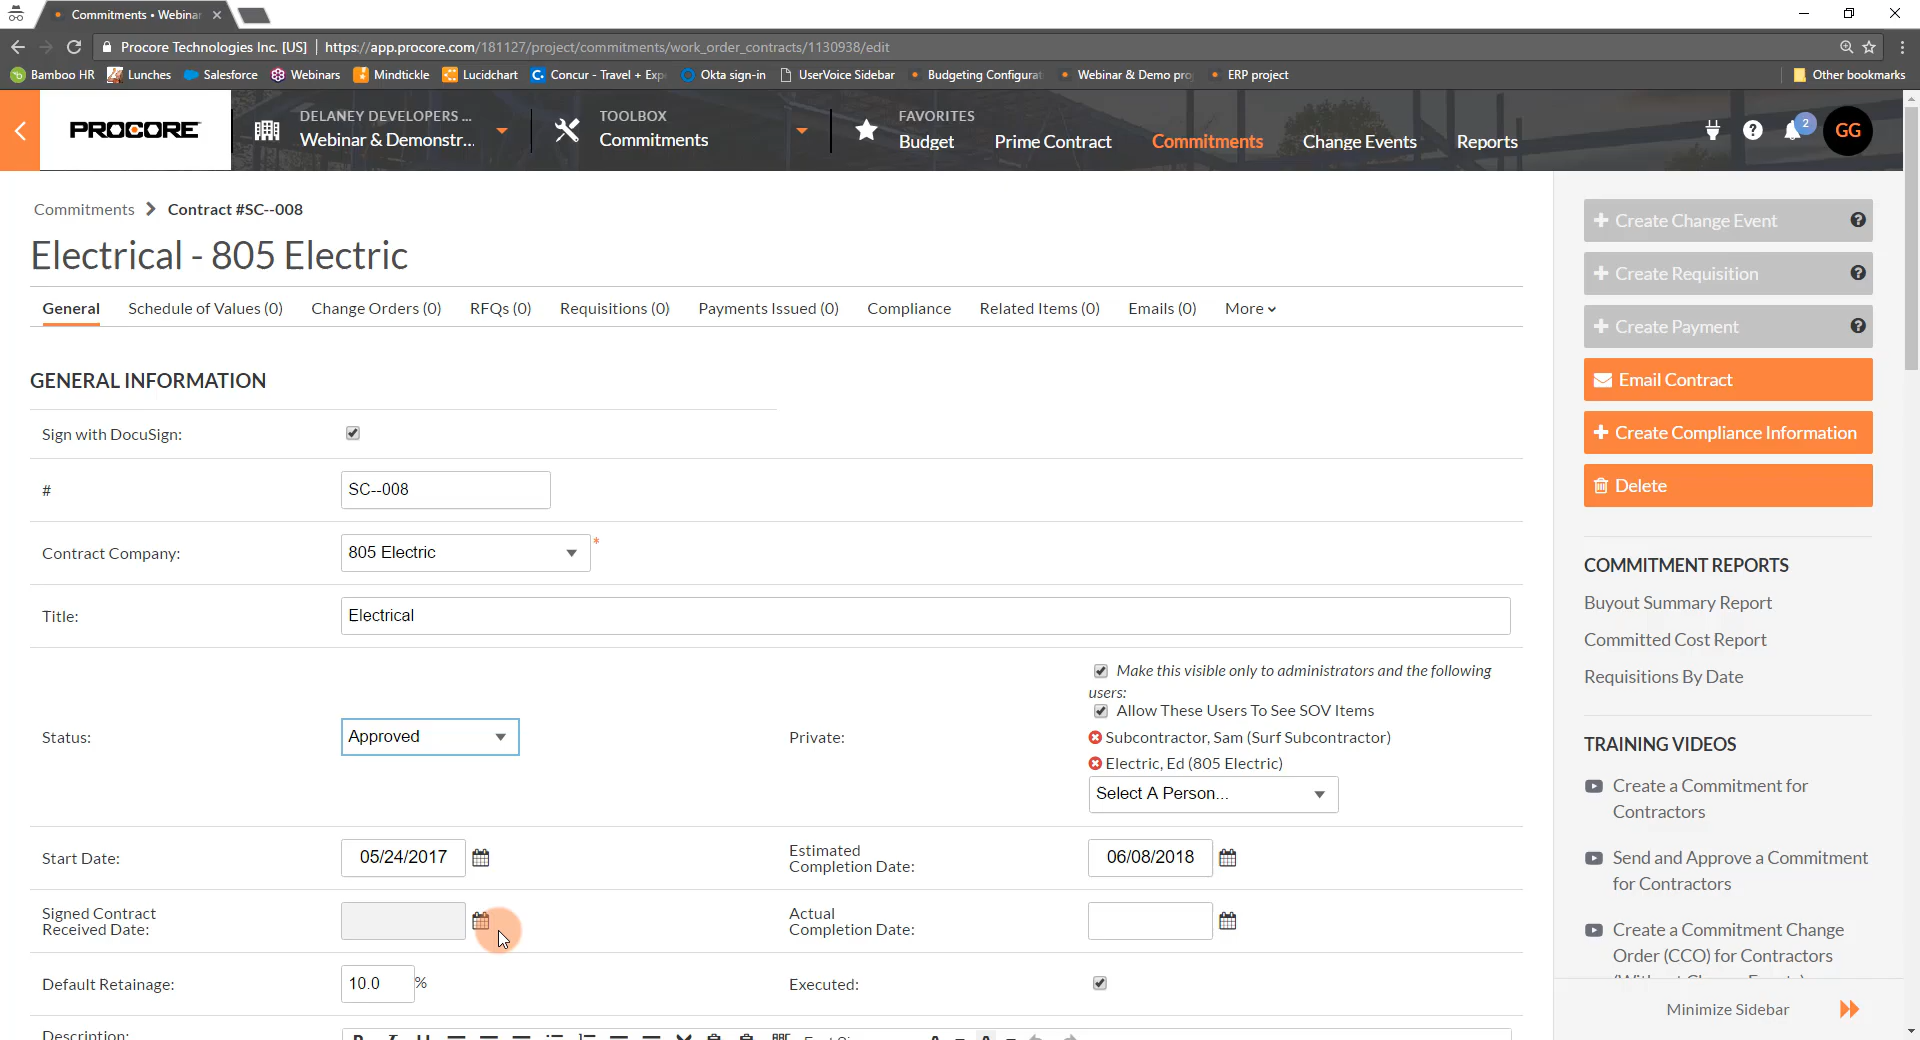 Commitments • Webinar
Procore Technologies Inc. [US] | https://app.procore.com/181127/project/commitments/work_order_contracts/1130938/edit
Bamboo HR Lunches Salesforce Webinars Mindtickle Lucidchart Concur - Travel + Exp Okta sign-in UserVoice Sidebar Budgeting Configurat Webinar & Demo pro ERP project Other bookmarks
PROCORE
DELANEY DEVELOPERS ...
Webinar & Demonstr...
TOOLBOX
Commitments
FAVORITES
Budget Prime Contract Commitments Change Events Reports
2
GG
Commitments Contract #SC--008
Electrical - 805 Electric
General Schedule of Values (0) Change Orders (0) RFQs (0) Requisitions (0) Payments Issued (0) Compliance Related Items (0) Emails (0) More
GENERAL INFORMATION
Sign with DocuSign:
# SC--008
Contract Company: 805 Electric *
Title: Electrical
Status: Approved
Private:
Make this visible only to administrators and the following
users:
Allow These Users To See SOV Items
Subcontractor, Sam (Surf Subcontractor)
Electric, Ed (805 Electric)
Select A Person...
Start Date: 05/24/2017
Estimated
Completion Date: 06/08/2018
Signed Contract
Received Date:
Actual
Completion Date:
Default Retainage: 10.0 %
Executed:
Description:
Create Change Event
Create Requisition
Create Payment
Email Contract
Create Compliance Information
Delete
COMMITMENT REPORTS
Buyout Summary Report
Committed Cost Report
Requisitions By Date
TRAINING VIDEOS
Create a Commitment for
Contractors
Send and Approve a Commitment
for Contractors
Create a Commitment Change
Order (CCO) for Contractors
Minimize Sidebar